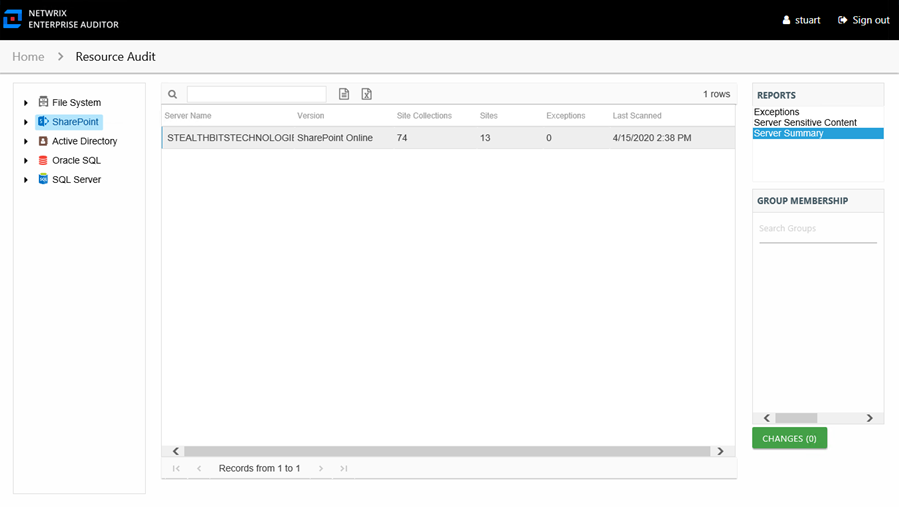 NETWRIX
ENTERPRISE AUDITOR
stuart
Sign out
Home > Resource Audit
File System
SharePoint
Active Directory
Oracle SQL
SQL Server
1 rows
Server Name Version Site Collections Sites Exceptions Last Scanned
STEALTHBITSTECHNOLOGIE SharePoint Online 74 13 0 4/15/2020 2:38 PM
Records from 1 to 1
REPORTS
Exceptions
Server Sensitive Content
Server Summary
GROUP MEMBERSHIP
Search Groups
CHANGES (0)